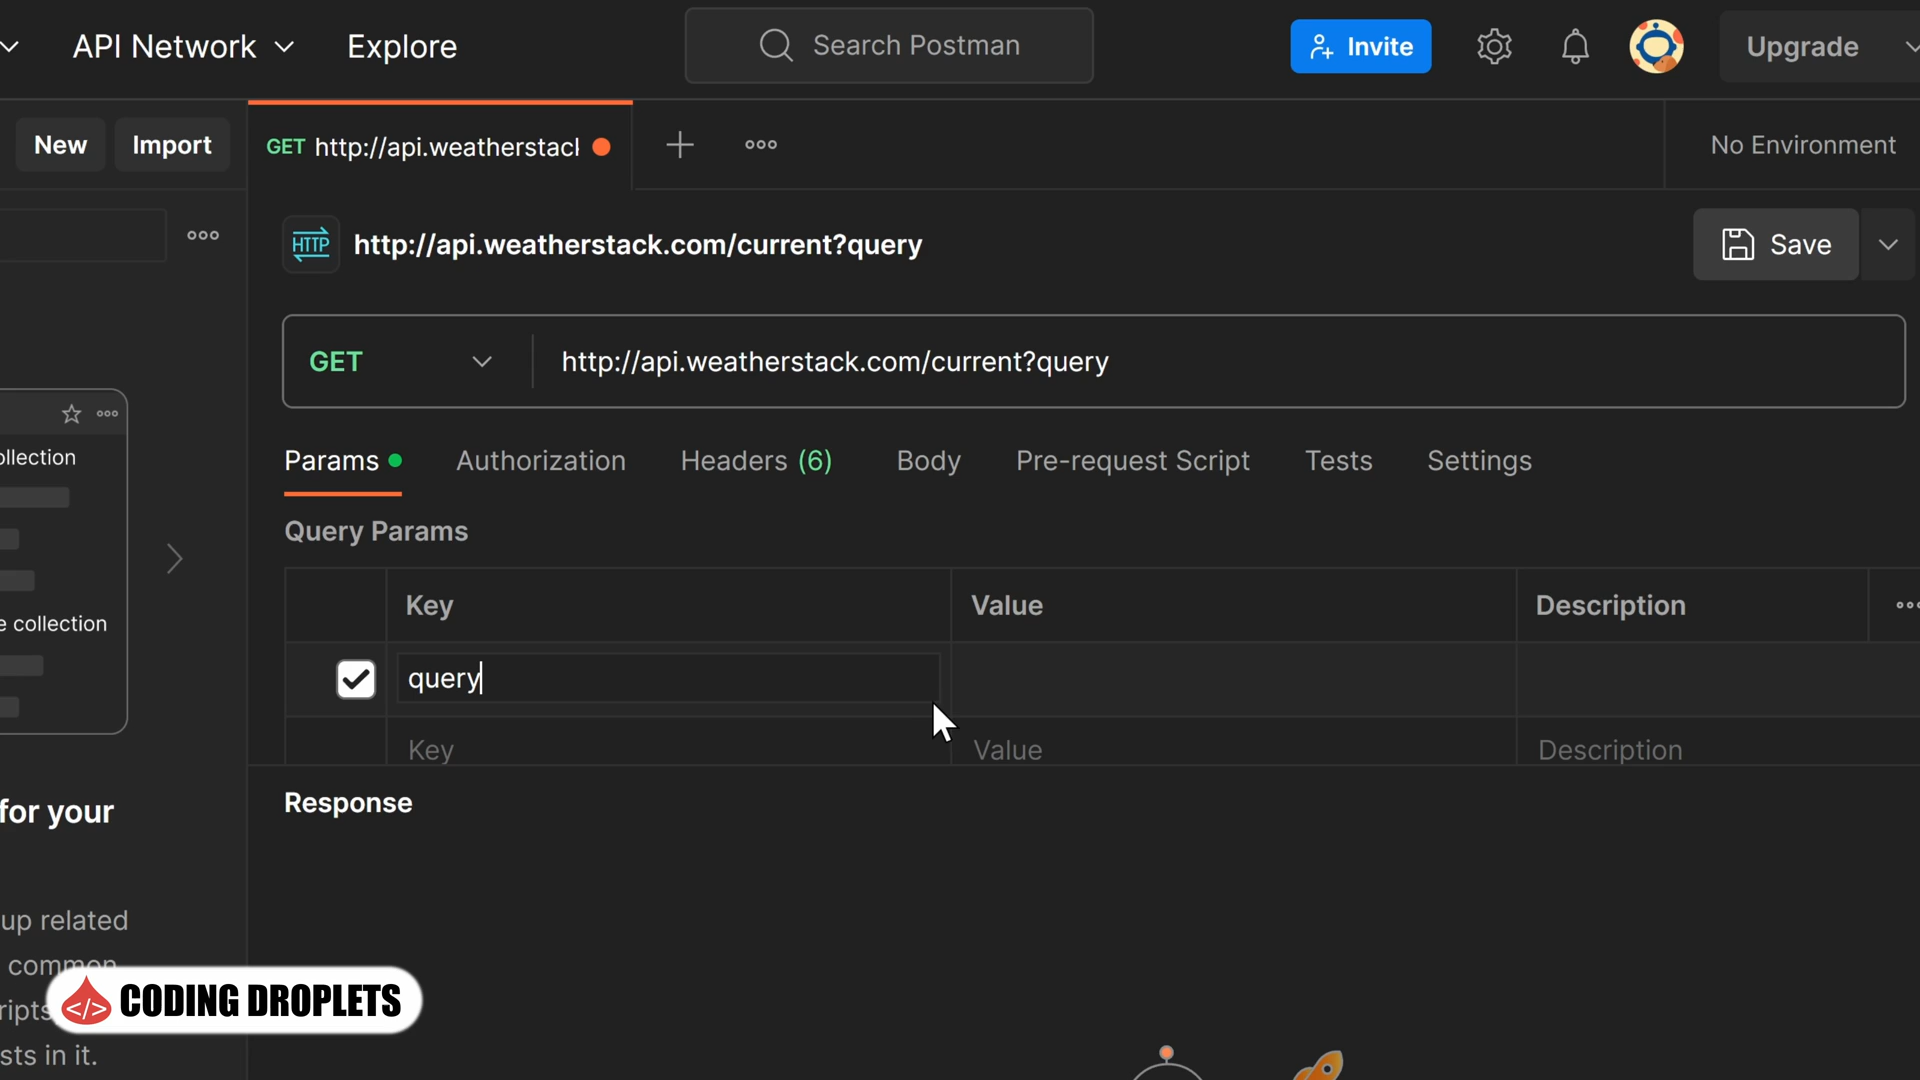 API Network
Explore
Search Postman
Invite
Upgrade
New
Import
GET http://api.weatherstack
No Environment
HTTP
http://api.weatherstack.com/current?query
Save
GET
http://api.weatherstack.com/current?query
Params
Authorization
Headers (6)
Body
Pre-request Script
Tests
Settings
Query Params
Key
Value
Description
query
Key
Value
Description
Response
ollection
e collection
for your
up related
common
ripts
sts in it.
</> CODING DROPLETS